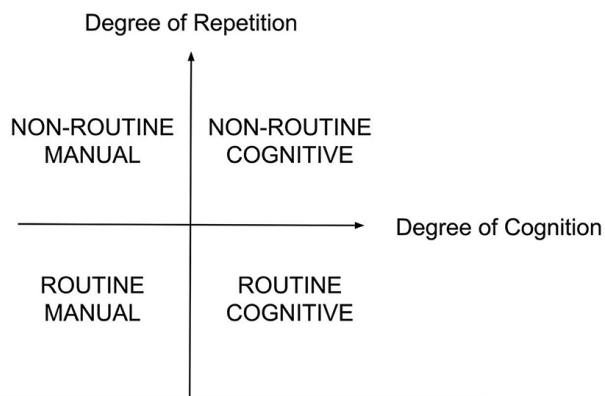 Degree of Repetition
NON-ROUTINE
MANUAL
NON-ROUTINE
COGNITIVE
Degree of Cognition
ROUTINE
MANUAL
ROUTINE
COGNITIVE